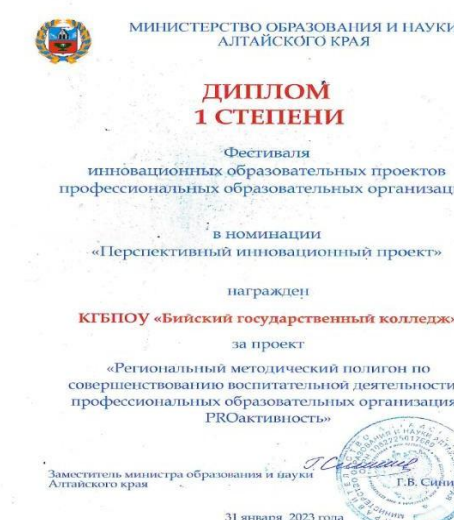 МИНИСТЕРСТВО ОБРАЗОВАНИЯ И НАУКИ
АЛТАЙСКОГО КРАЯ
ДИПЛОМ
1 СТЕПЕНИ
Фестиваля
инновационных образовательных проектов
профессиональных образовательных организац
в номинации
«Перспективный инновационный проект»
награжден
КГБПОУ «Бийский государственный колледж»
за проект
«Региональный методический полигон по
совершенствованию воспитательной деятельности
профессиональных образовательных организация
PROактивность»
Заместитель министра образования и науки
Алтайского края
Г.В. Сини
31 января 2023 года